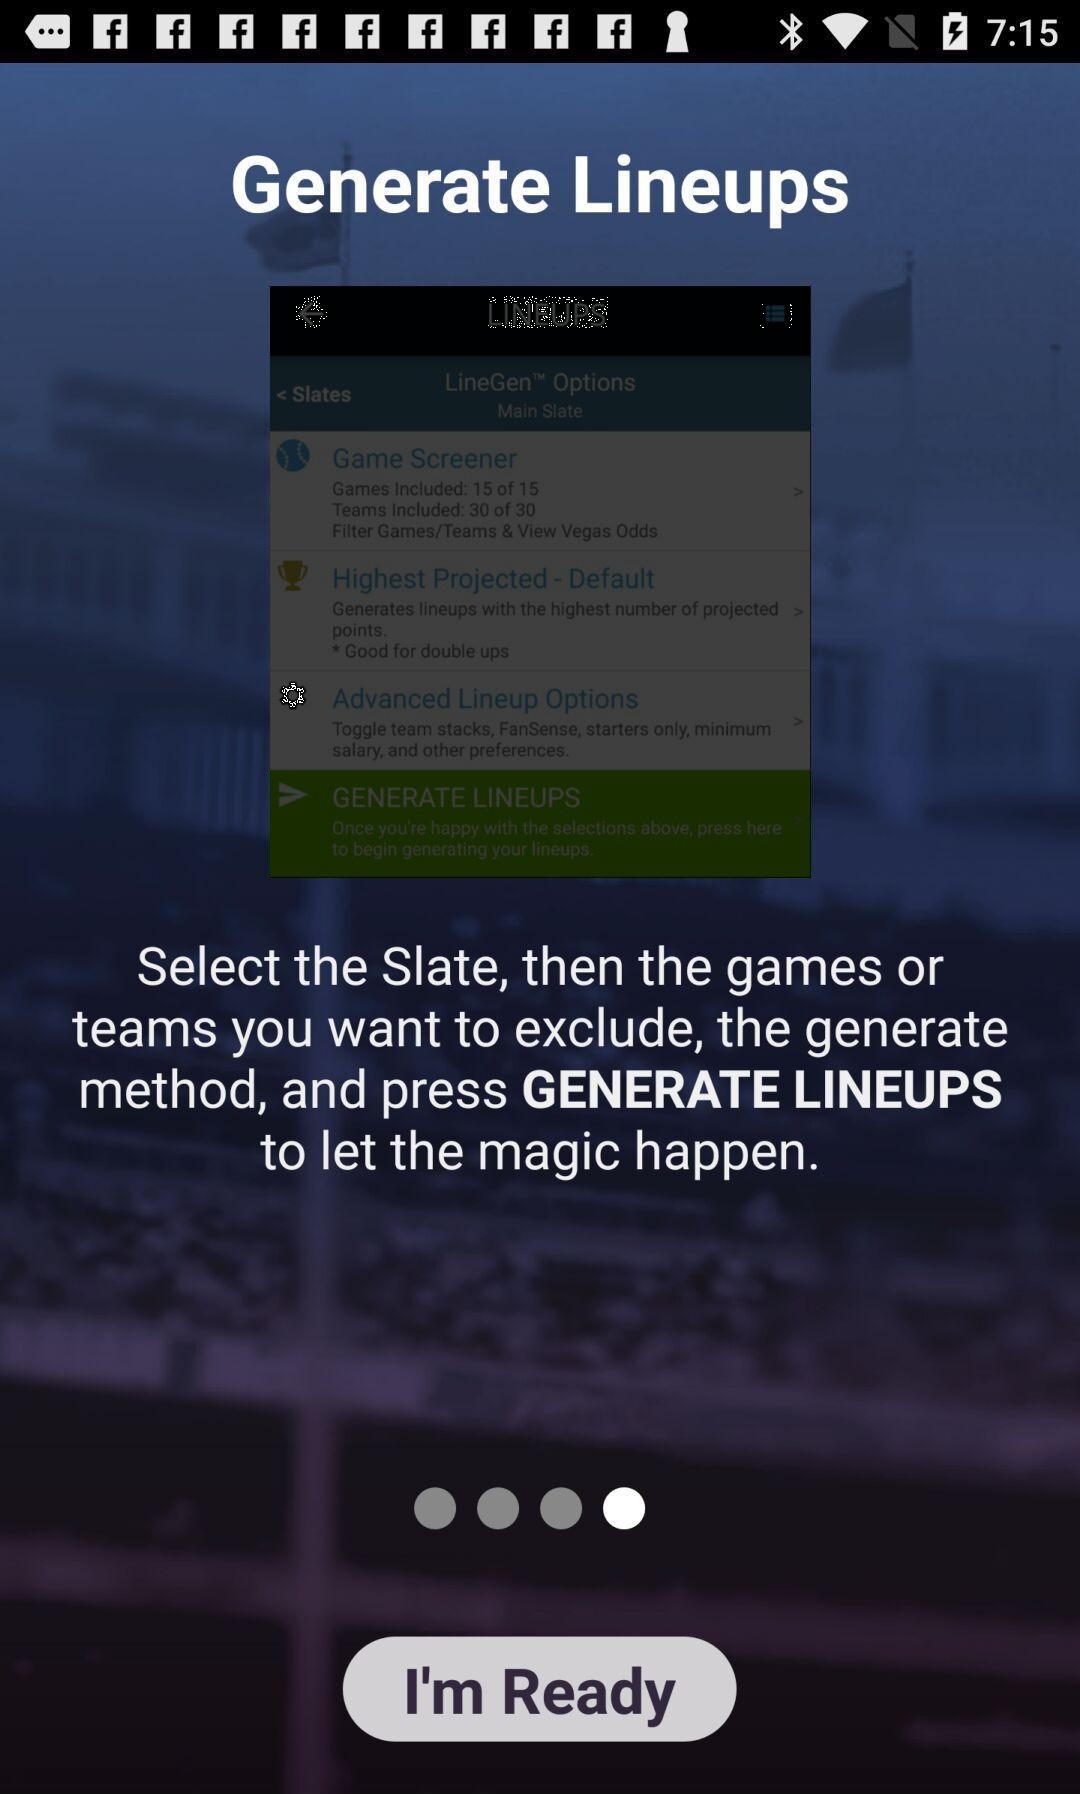 7:15
Generate Lineups
LINEUPS
< Slates
LineGen™ Options
Main Slate
Game Screener
Games Included: 15 of 15
Teams Included: 30 of 30
Filter Games/Teams & View Vegas Odds
>
Highest Projected - Default
Generates lineups with the highest number of projected
points.
* Good for double ups
>
Advanced Lineup Options
Toggle team stacks, FanSense, starters only, minimum
salary, and other preferences.
>
GENERATE LINEUPS
Once you're happy with the selections above, press here
to begin generating your lineups.
>
Select the Slate, then the games or
teams you want to exclude, the generate
method, and press GENERATE LINEUPS
to let the magic happen.
I'm Ready